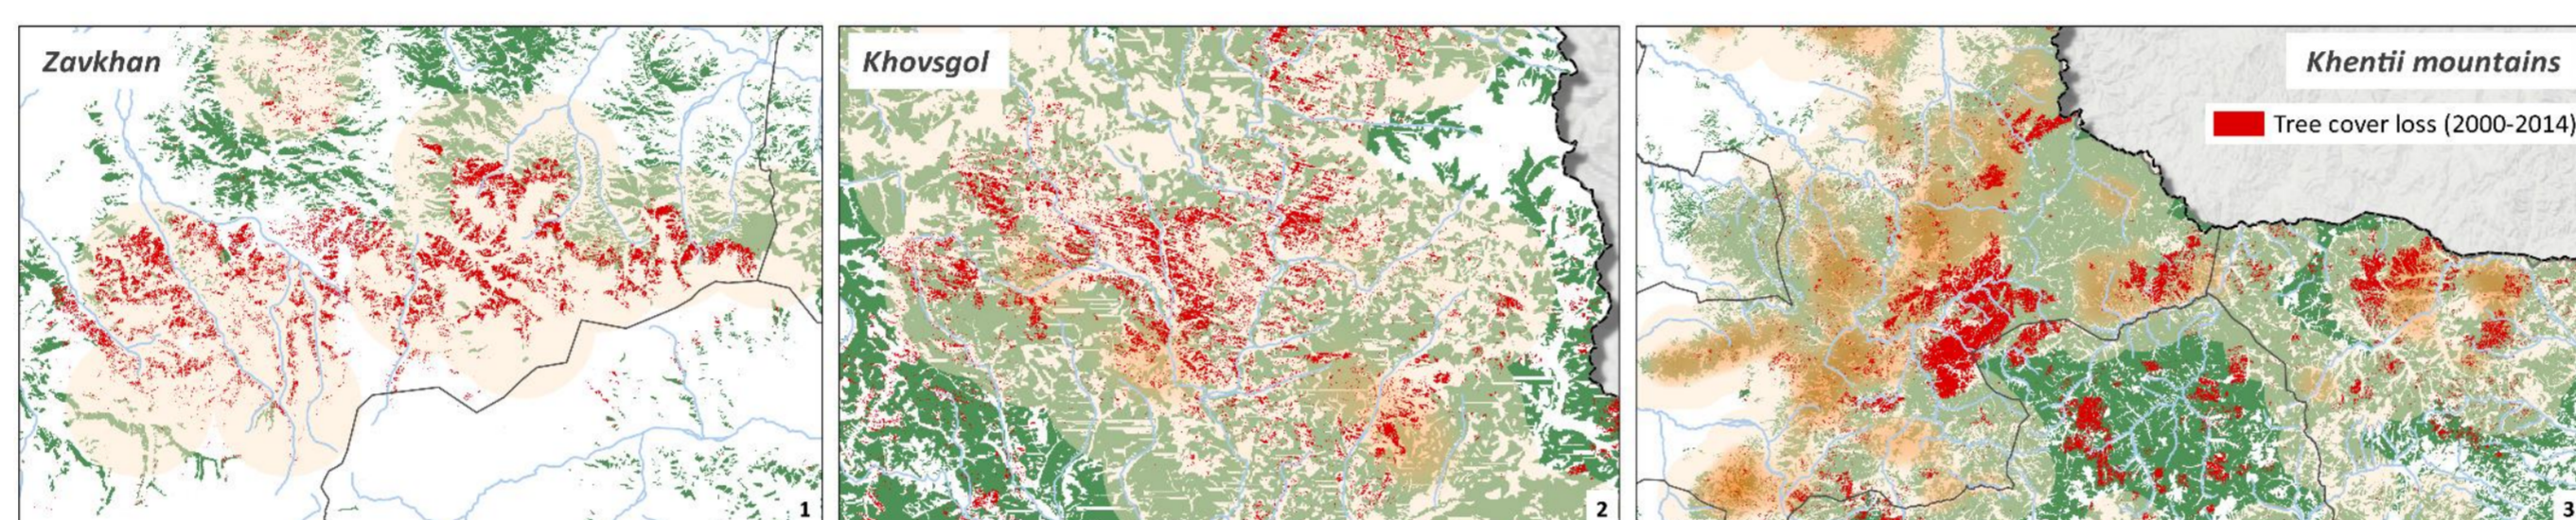 Zavkhan
1
Khovsgol
2
Khentii mountains
Tree cover loss (2000-2014)
3